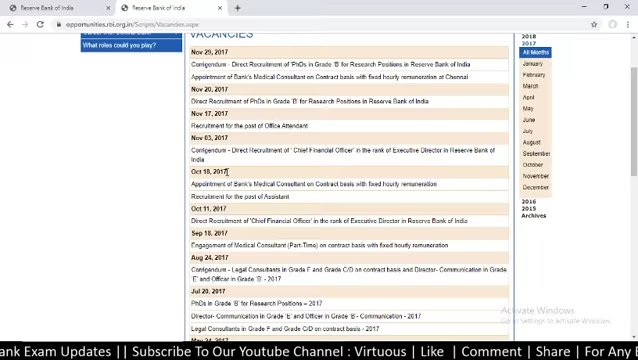 Reserve Bank of India
Reserve Bank of India
opportunities.rbi.org.in/Scripts/Vacancies.aspx
What roles could you play?
VACANCIES
Nov 29, 2017
Corrigendum - Direct Recruitment of 'PhDs in Grade 'B' for Research Positions in Reserve Bank of India
Appointment of Bank's Medical Consultant on Contract basis with fixed hourly remuneration at Chennai
Nov 20, 2017
Direct Recruitment of PhDs in Grade 'B' for Research Positions in Reserve Bank of India
Nov 17, 2017
Recruitment for the post of Office Attendant
Nov 03, 2017
Corrigendum - Direct Recruitment of ' Chief Financial Officer' in the rank of Executive Director in Reserve Bank of
India
Oct 18, 2017
Appointment of Bank's Medical Consultant on Contract basis with fixed hourly remuneration
Recruitment for the post of Assistant
Oct 11, 2017
Direct Recruitment of 'Chief Financial Officer' in the rank of Executive Director in Reserve Bank of India
Sep 18, 2017
Engagement of Medical Consultant (Part-Time) on contract basis with fixed hourly remuneration
Aug 24, 2017
Corrigendum - Legal Consultants in Grade F and Grade C/D on contract basis and Director- Communication in Grade
'E' and Officer in Grade 'B' - 2017
Jul 20, 2017
PhDs in Grade 'B' for Research Positions – 2017
Director- Communication in Grade 'E' and Officer in Grade 'B' - Communication - 2017
Legal Consultants in Grade F and Grade C/D on contract basis - 2017
2018
2017
All Months
January
February
March
April
May
June
July
August
September
October
November
December
2016
2015
Archives
Activate Windows
Go to Settings to activate Windows.
ank Exam Updates || Subscribe To Our Youtube Channel : Virtuous | Like | Comment | Share | For Any